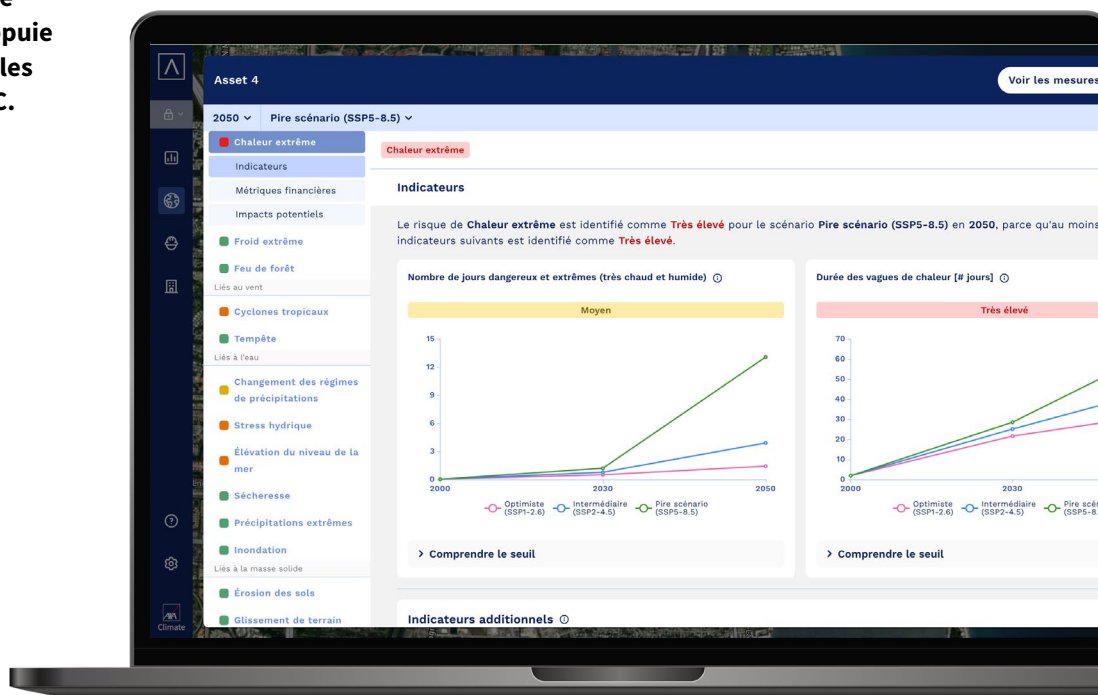 puie
les
C.
Asset 4
Voir les mesures
2050
Pire scénario (SSP5-8.5)
Chaleur extrême
Indicateurs
Métriques financières
Impacts potentiels
Froid extrême
Feu de forêt
Liés au vent
Cyclones tropicaux
Tempête
Liés à l'eau
Changement des régimes
de précipitations
Stress hydrique
Élévation du niveau de la
mer
Sécheresse
Précipitations extrêmes
Inondation
Liés à la masse solide
Érosion des sols
Glissement de terrain
AXA
Climate
Chaleur extrême
Indicateurs
Le risque de Chaleur extrême est identifié comme Très élevé pour le scénario Pire scénario (SSP5-8.5) en 2050, parce qu'au moins
indicateurs suivants est identifié comme Très élevé.
Nombre de jours dangereux et extrêmes (très chaud et humide)
Moyen
15
12
9
6
3
0
2000 2030 2050
Optimiste
(SSP1-2.6)
Intermédiaire
(SSP2-4.5)
Pire scénario
(SSP5-8.5)
> Comprendre le seuil
Durée des vagues de chaleur [# jours]
Très élevé
70
60
50
40
30
20
10
0
2000 2030
Optimiste
(SSP1-2.6)
Intermédiaire
(SSP2-4.5)
Pire scé
(SSP5-8.
> Comprendre le seuil
Indicateurs additionnels